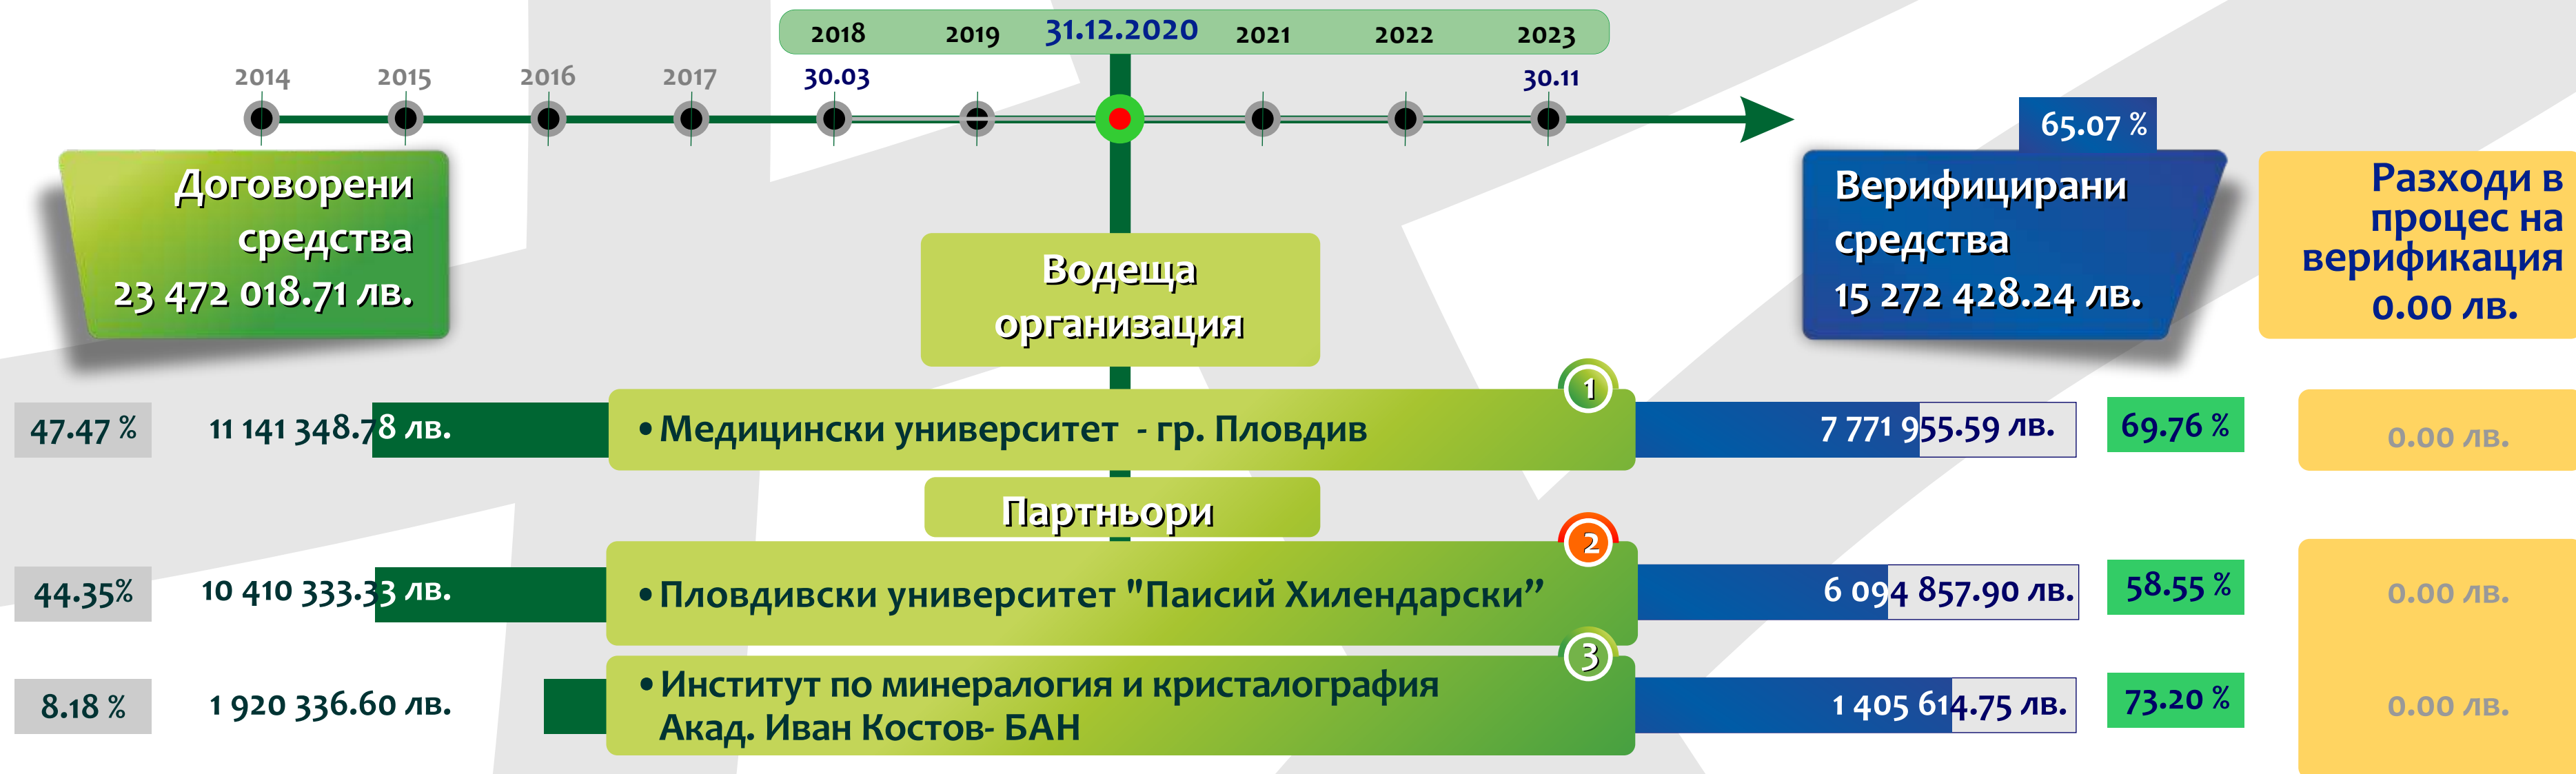 2018 2019 31.12.2020 2021 2022 2023
2014 2015 2016 2017 30.03 30.11
65.07 %
Договорени
средства
23 472 018.71 лв.
Водеща
организация
Верифицирани
средства
15 272 428.24 лв.
Разходи в
процес на
верификация
0.00 лв.
1
47.47 % 11 141 348.78 лв. •Медицински университет - гр. Пловдив 7 771 955.59 лв. 69.76 % 0.00 лв.
Партньори
2
44.35% 10 410 333.33 лв. •Пловдивски университет "Паисий Хилендарски” 6 094 857.90 лв. 58.55 % 0.00 лв.
3
8.18 % 1 920 336.60 лв. •Институт по минералогия и кристалография
Акад. Иван Костов- БАН
1 405 614.75 лв. 73.20 % 0.00 лв.